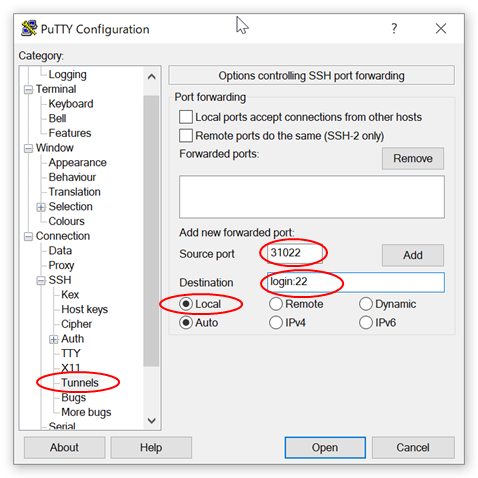 PuTTY Configuration
?
Category:
Logging
Terminal
Keyboard
Bell
Features
Window
Appearance
Behaviour
Translation
Selection
Colours
Connection
Data
Proxy
SSH
Kex
Host keys
Cipher
Auth
TTY
X11
Tunnels
Bugs
More bugs
Serial
Options controlling SSH port forwarding
Port forwarding
Local ports accept connections from other hosts
Remote ports do the same (SSH-2 only)
Forwarded ports:
Remove
Add new forwarded port:
Source port 31022 Add
Destination login:22
Local Remote Dynamic
Auto IPv4 IPv6
About Help Open Cancel